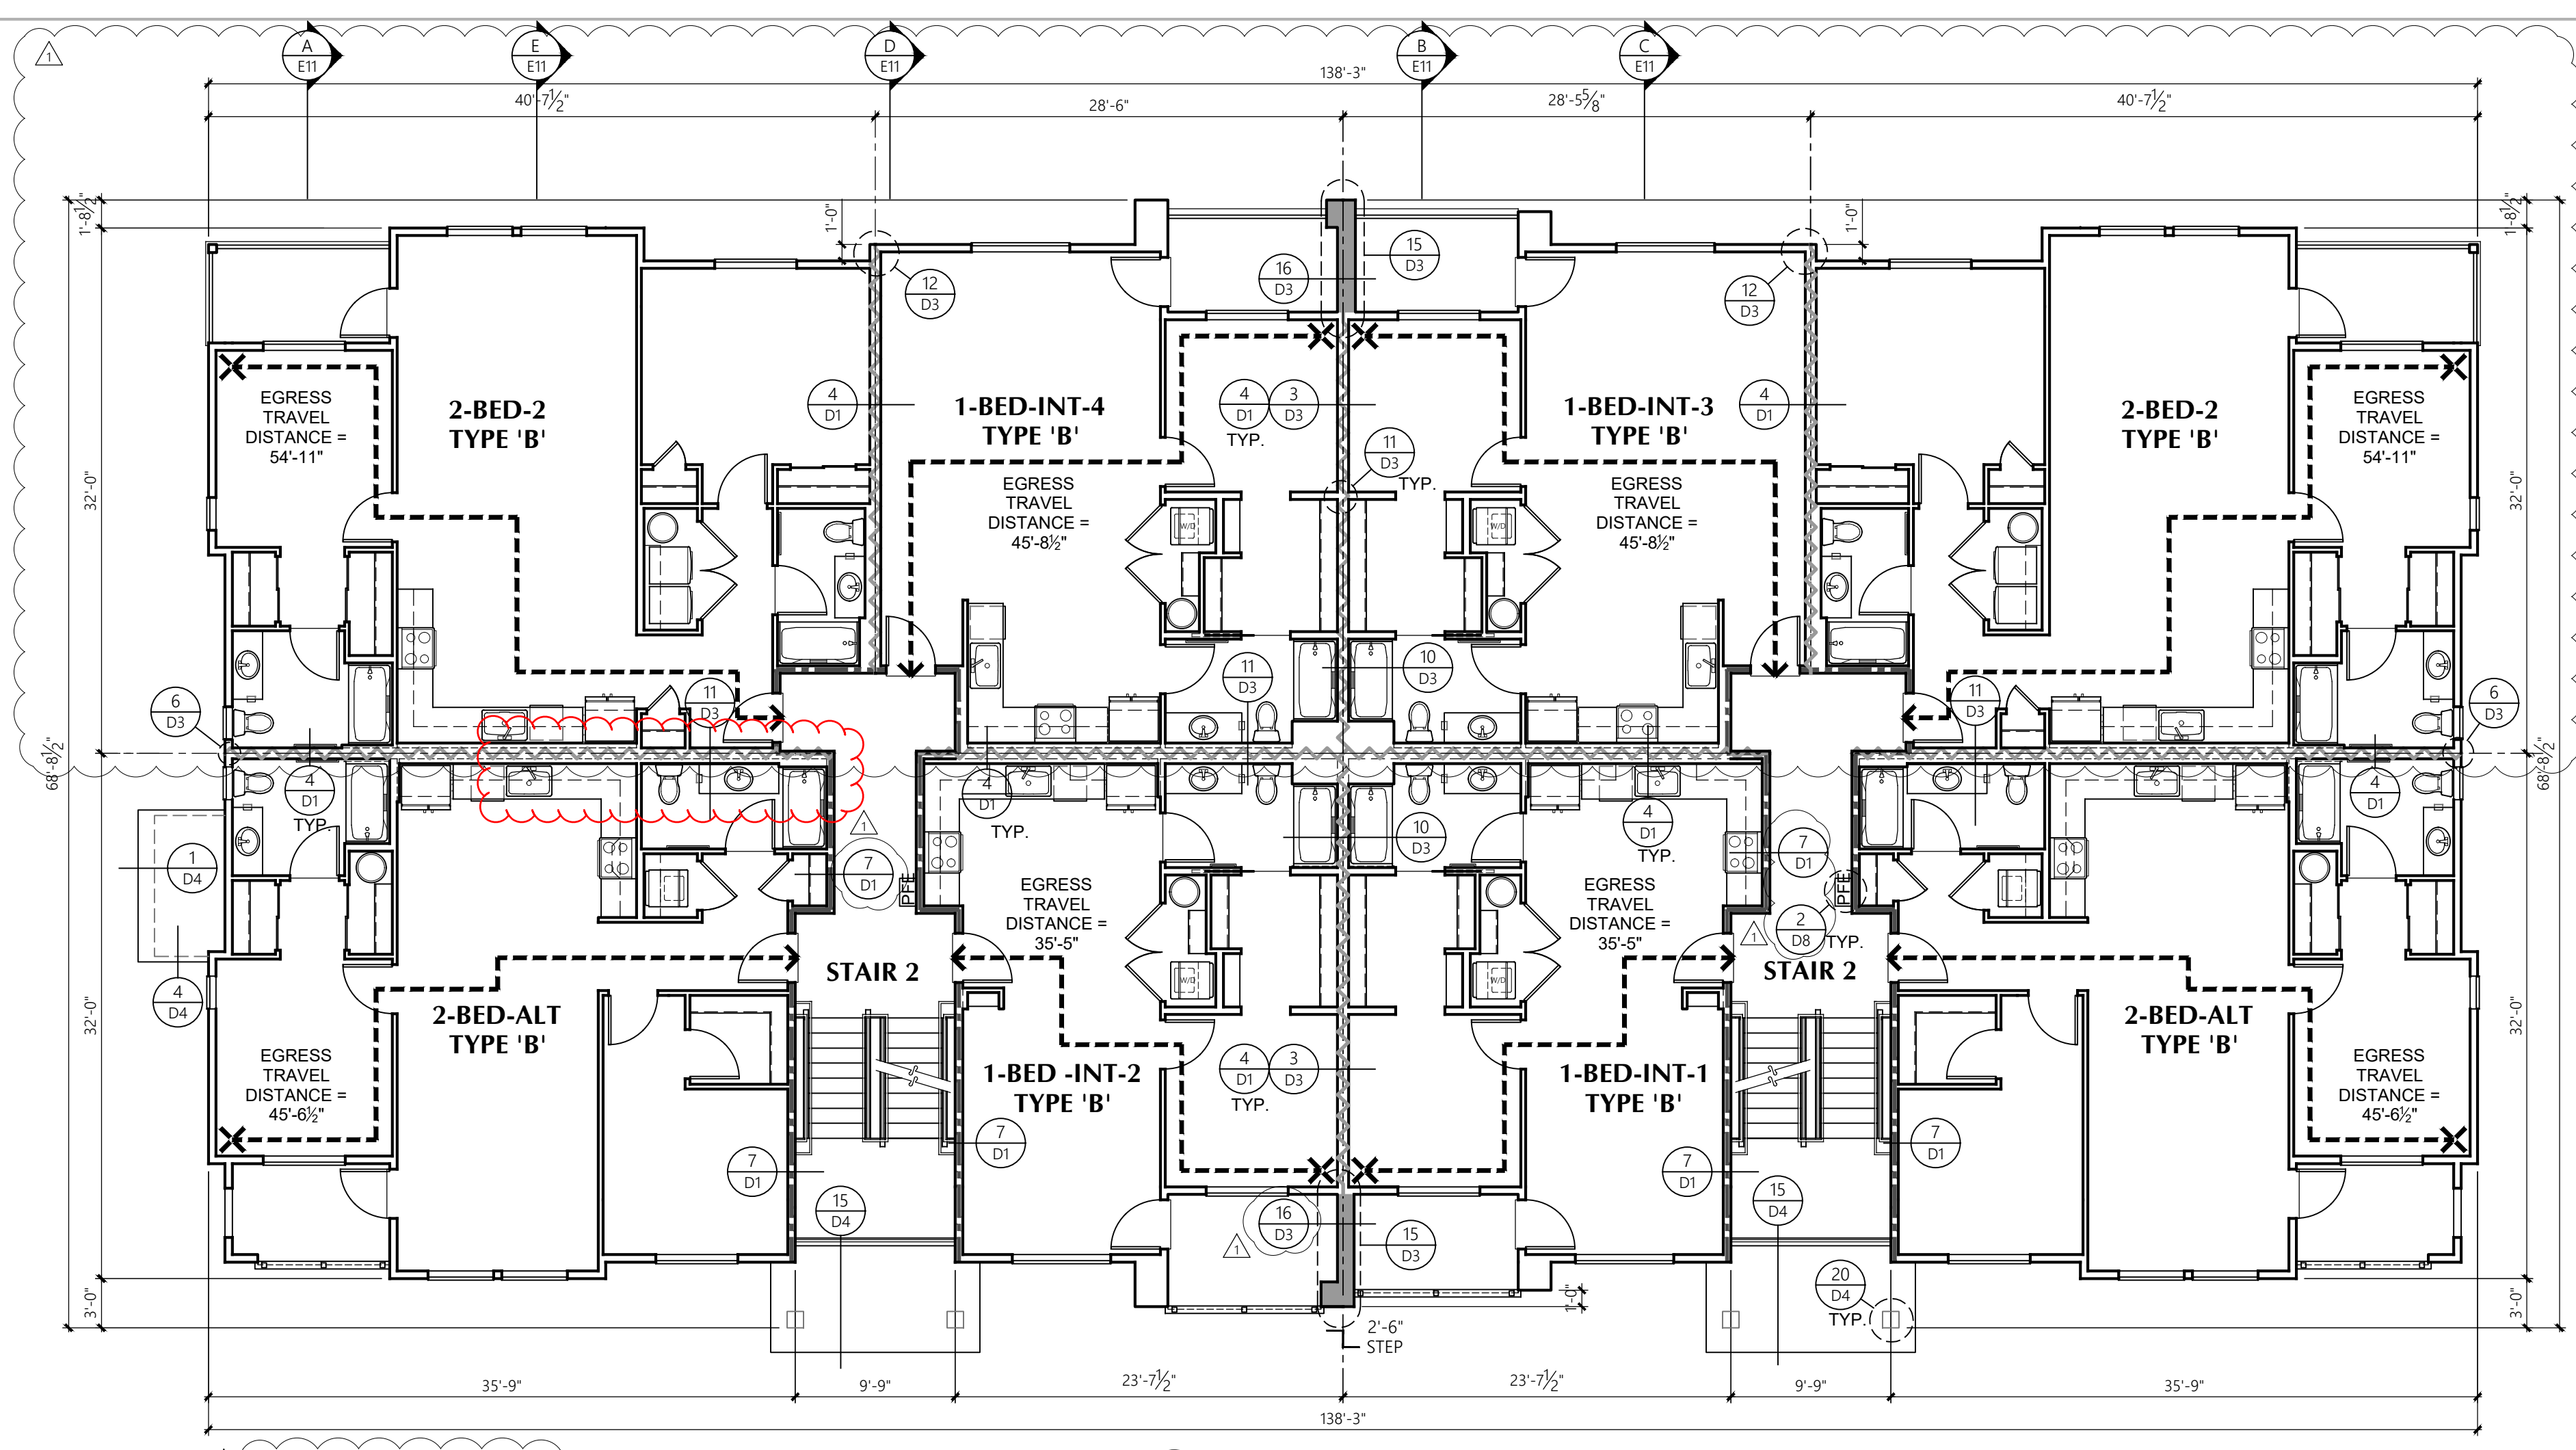 1
A
E11
E
E11
D
E11
B
E11
C
E11
138'-3"
40'-7½"
28'-6"
28'-5⅝"
40'-7½"
1'-8½"
1'-0"
1'-0"
1'-8½"
12
D3
16
D3
15
D3
12
D3
EGRESS
TRAVEL
DISTANCE =
54'-11"
2-BED-2
TYPE 'B'
4
D1
1-BED-INT-4
TYPE 'B'
4
D1
3
D3
TYP.
11
D3
TYP.
1-BED-INT-3
TYPE 'B'
4
D1
2-BED-2
TYPE 'B'
EGRESS
TRAVEL
DISTANCE =
54'-11"
32'-0"
EGRESS
TRAVEL
DISTANCE =
45'-8½"
EGRESS
TRAVEL
DISTANCE =
45'-8½"
32'-0"
W/D
W/D
6
D3
11
D3
11
D3
10
D3
11
D3
6
D3
68'-8½"
68'-8½"
4
D1
TYP.
4
D1
TYP.
4
D1
TYP.
4
D1
1
D4
1
7
D1
PFE
10
D3
7
D1
PFE
2
D8
TYP.
1
4
D4
EGRESS
TRAVEL
DISTANCE =
35'-5"
EGRESS
TRAVEL
DISTANCE =
35'-5"
STAIR 2
STAIR 2
W/D
W/D
32'-0"
32'-0"
2-BED-ALT
TYPE 'B'
2-BED-ALT
TYPE 'B'
EGRESS
TRAVEL
DISTANCE =
45'-6½"
EGRESS
TRAVEL
DISTANCE =
45'-6½"
1-BED -INT-2
TYPE 'B'
4
D1
3
D3
TYP.
1-BED-INT-1
TYPE 'B'
7
D1
7
D1
7
D1
7
D1
15
D4
16
D3
1
15
D3
15
D4
20
D4
TYP.
3'-0"
1'-0"
3'-0"
2'-6"
STEP
35'-9"
9'-9"
23'-7½"
23'-7½"
9'-9"
35'-9"
138'-3"